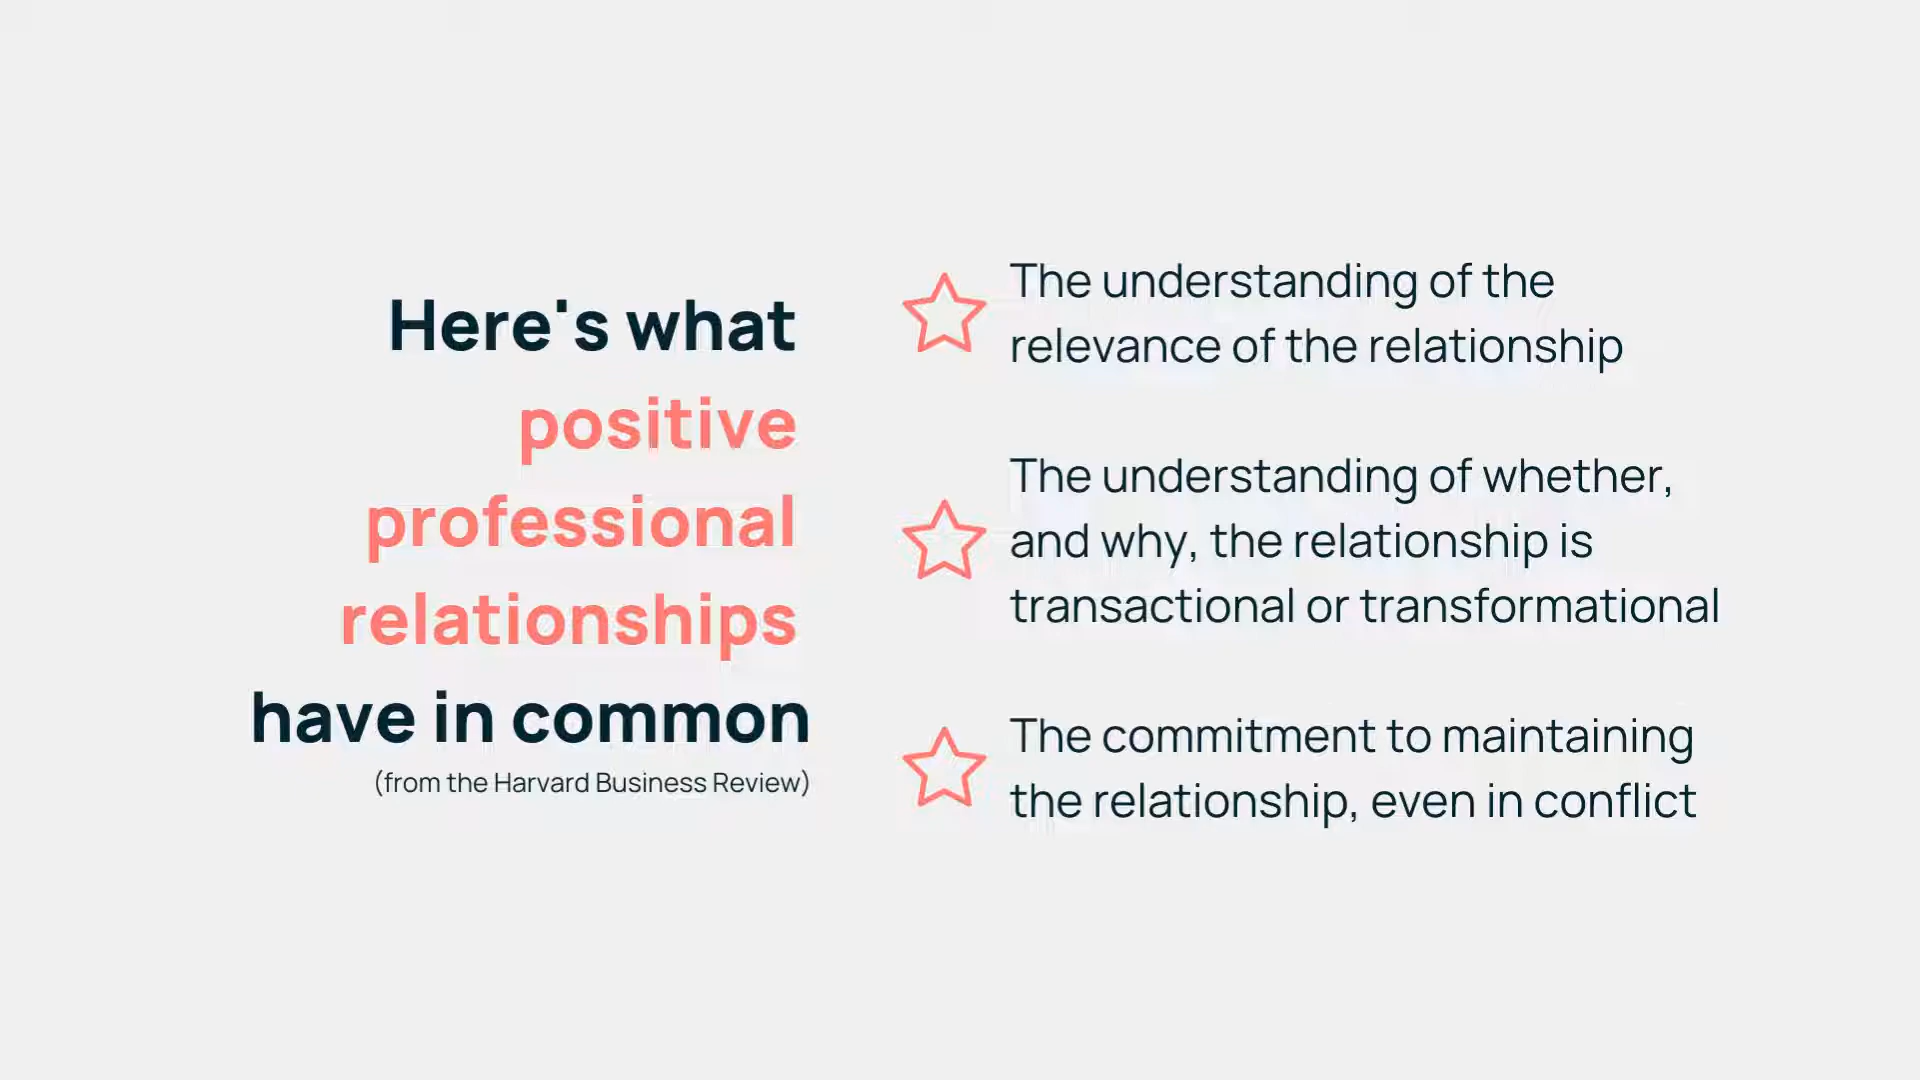 Here's what
positive
professional
relationships
have in common
(from the Harvard Business Review)
The understanding of the
relevance of the relationship
The understanding of whether,
and why, the relationship is
transactional or transformational
The commitment to maintaining
the relationship, even in conflict